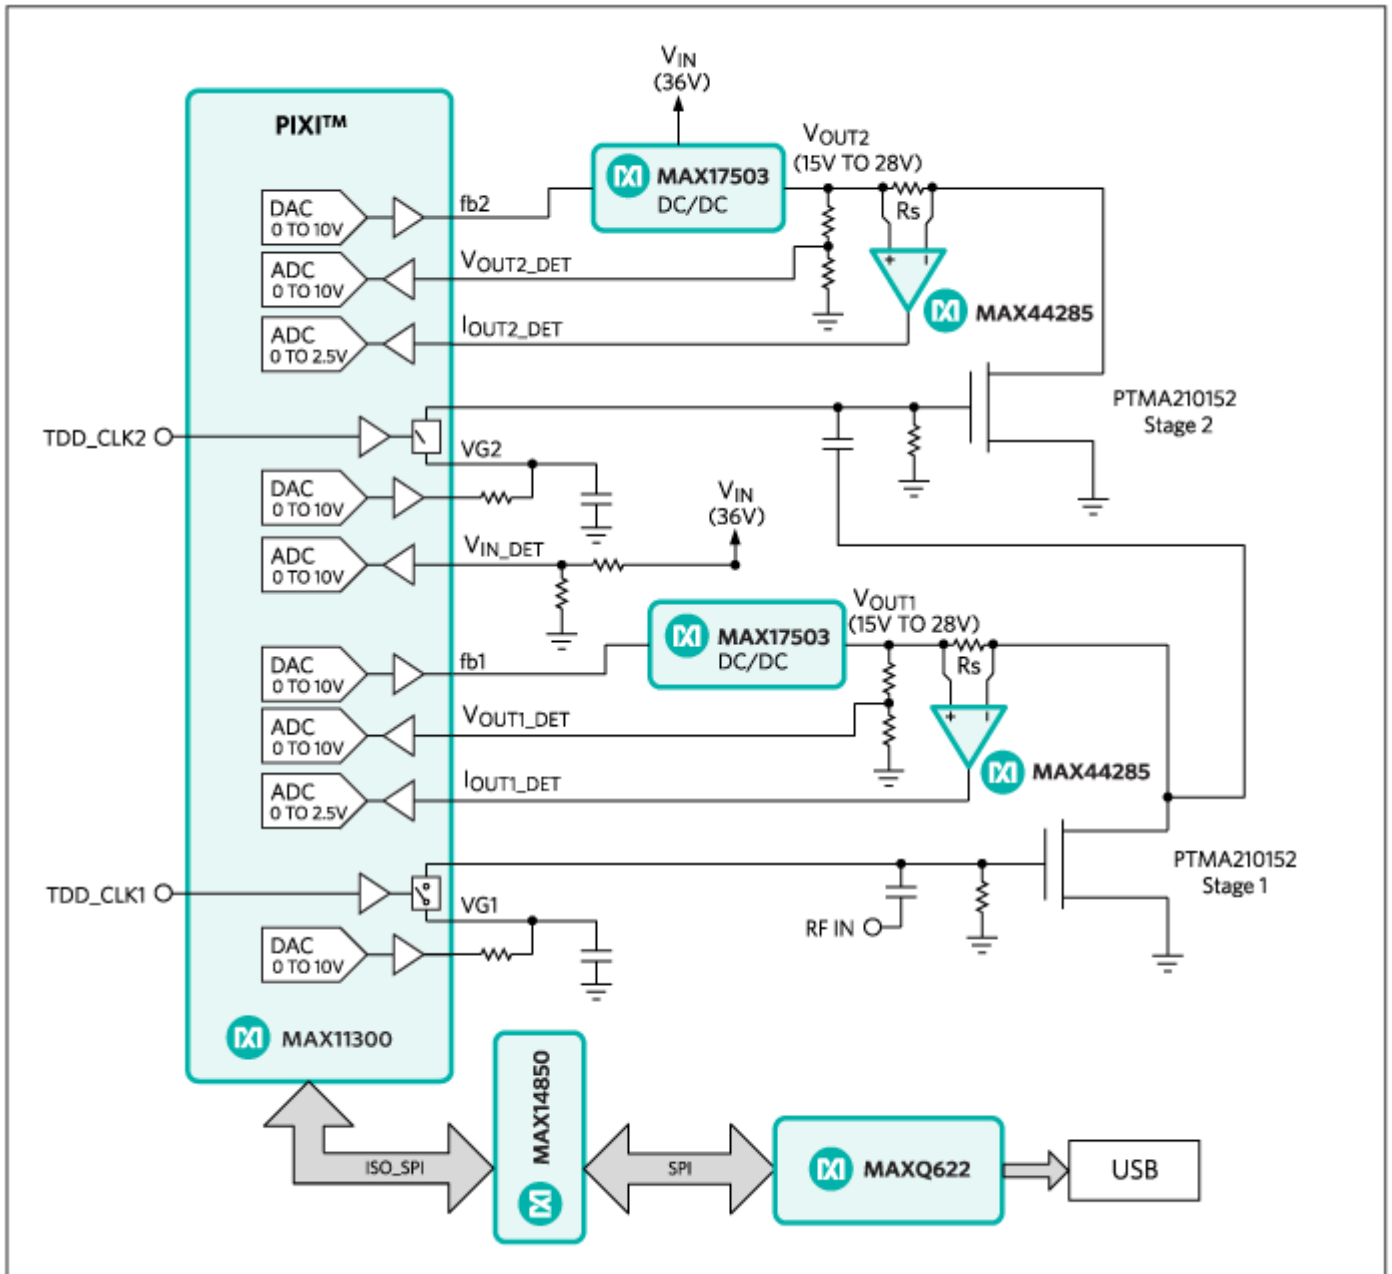 VIN
(36V)
PIXI™
VOUT2
(15V TO 28V)
MAX17503
DC/DC
DAC
0 TO 10V
fb2
Rs
ADC
0 TO 10V
VOUT2_DET
+ −
MAX44285
ADC
0 TO 2.5V
IOUT2_DET
PTMA210152
Stage 2
TDD_CLK2
VG2
DAC
0 TO 10V
VIN
(36V)
ADC
0 TO 10V
VIN_DET
VOUT1
(15V TO 28V)
MAX17503
DC/DC
DAC
0 TO 10V
fb1
Rs
ADC
0 TO 10V
VOUT1_DET
+ −
MAX44285
ADC
0 TO 2.5V
IOUT1_DET
PTMA210152
Stage 1
TDD_CLK1
VG1
RF IN
DAC
0 TO 10V
MAX11300
MAX14850
ISO_SPI
SPI
MAXQ622
USB